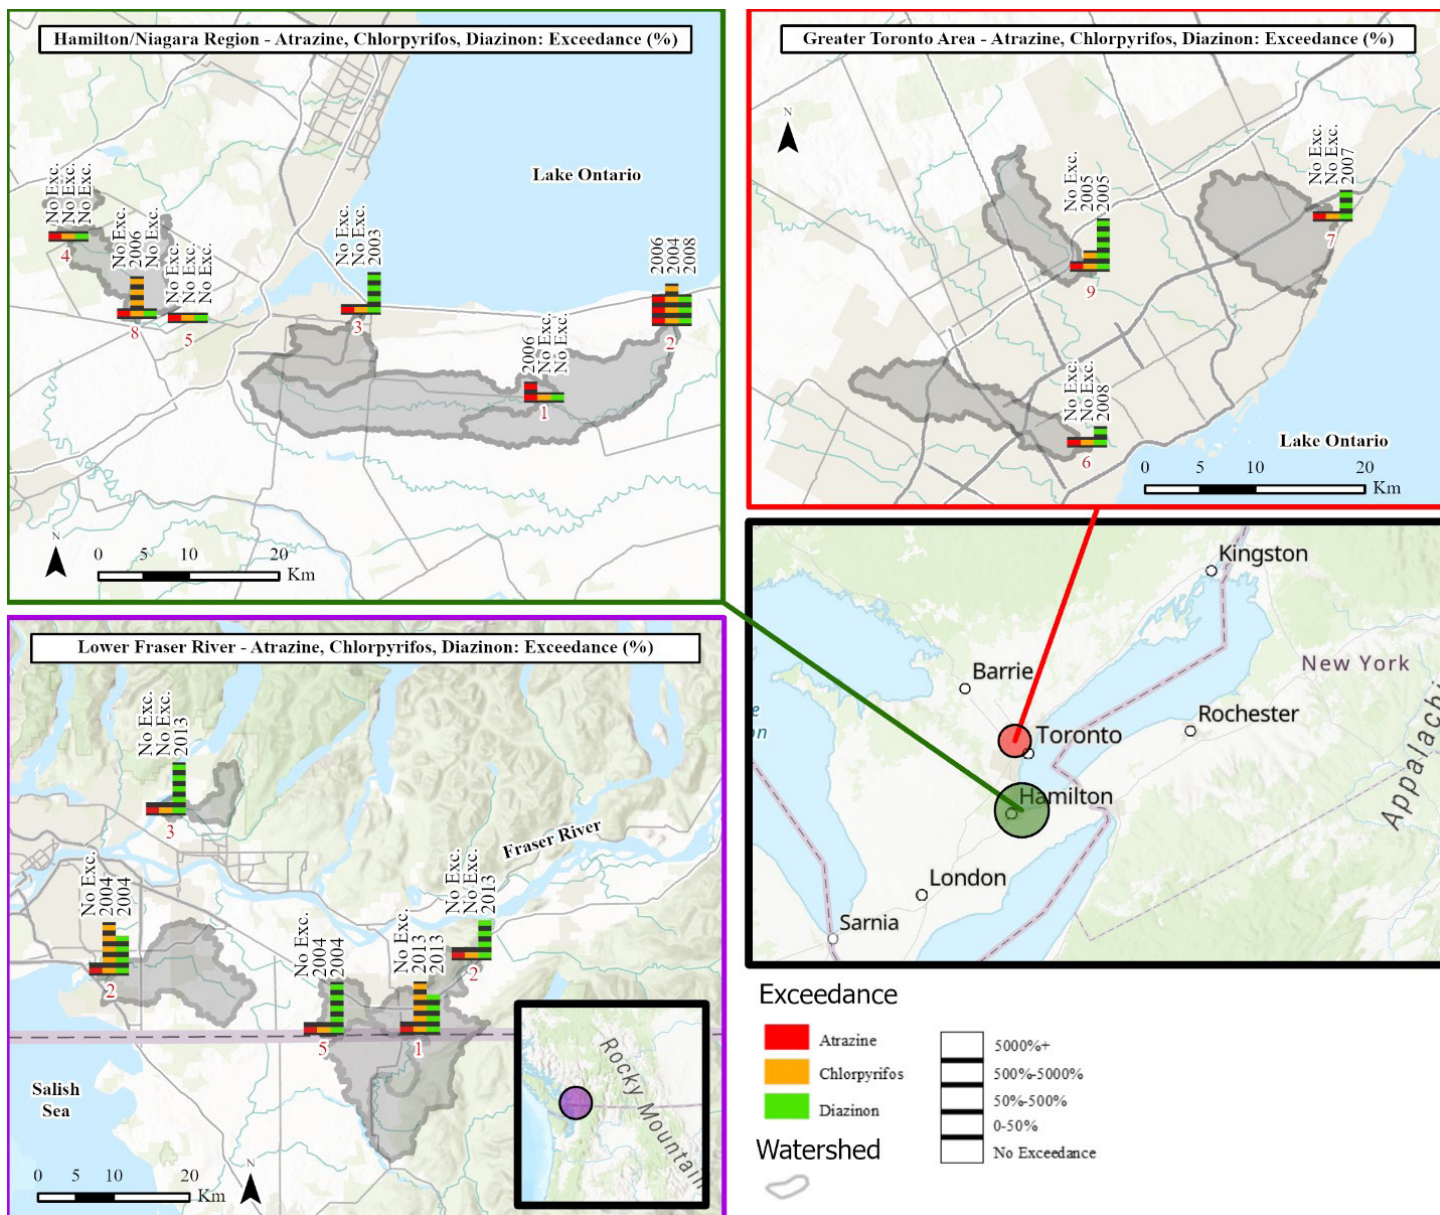 Hamilton/Niagara Region - Atrazine, Chlorpyrifos, Diazinon: Exceedance (%)
Lake Ontario
No Exc.
No Exc.
No Exc.
4
No Exc.
2006
No Exc.
8
No Exc.
No Exc.
No Exc.
5
No Exc.
No Exc.
2003
3
2006
No Exc.
No Exc.
1
2006
2004
2008
2
N
0 5 10 20
Km
Greater Toronto Area - Atrazine, Chlorpyrifos, Diazinon: Exceedance (%)
N
No Exc.
2005
2005
9
No Exc.
No Exc.
2007
7
No Exc.
No Exc.
2008
6
Lake Ontario
0 5 10 20
Km
Lower Fraser River - Atrazine, Chlorpyrifos, Diazinon: Exceedance (%)
No Exc.
No Exc.
2013
3
Fraser River
No Exc.
2004
2004
2
No Exc.
2004
2004
5
No Exc.
2013
2013
1
No Exc.
No Exc.
2013
2
Salish
Sea
N
0 5 10 20
Km
Rocky Mountain
Kingston
Barrie
New York
Toronto
Rochester
Hamilton
London
Sarnia
Appalachi
Exceedance
Atrazine
Chlorpyrifos
Diazinon
5000%+
500%-5000%
50%-500%
0-50%
No Exceedance
Watershed